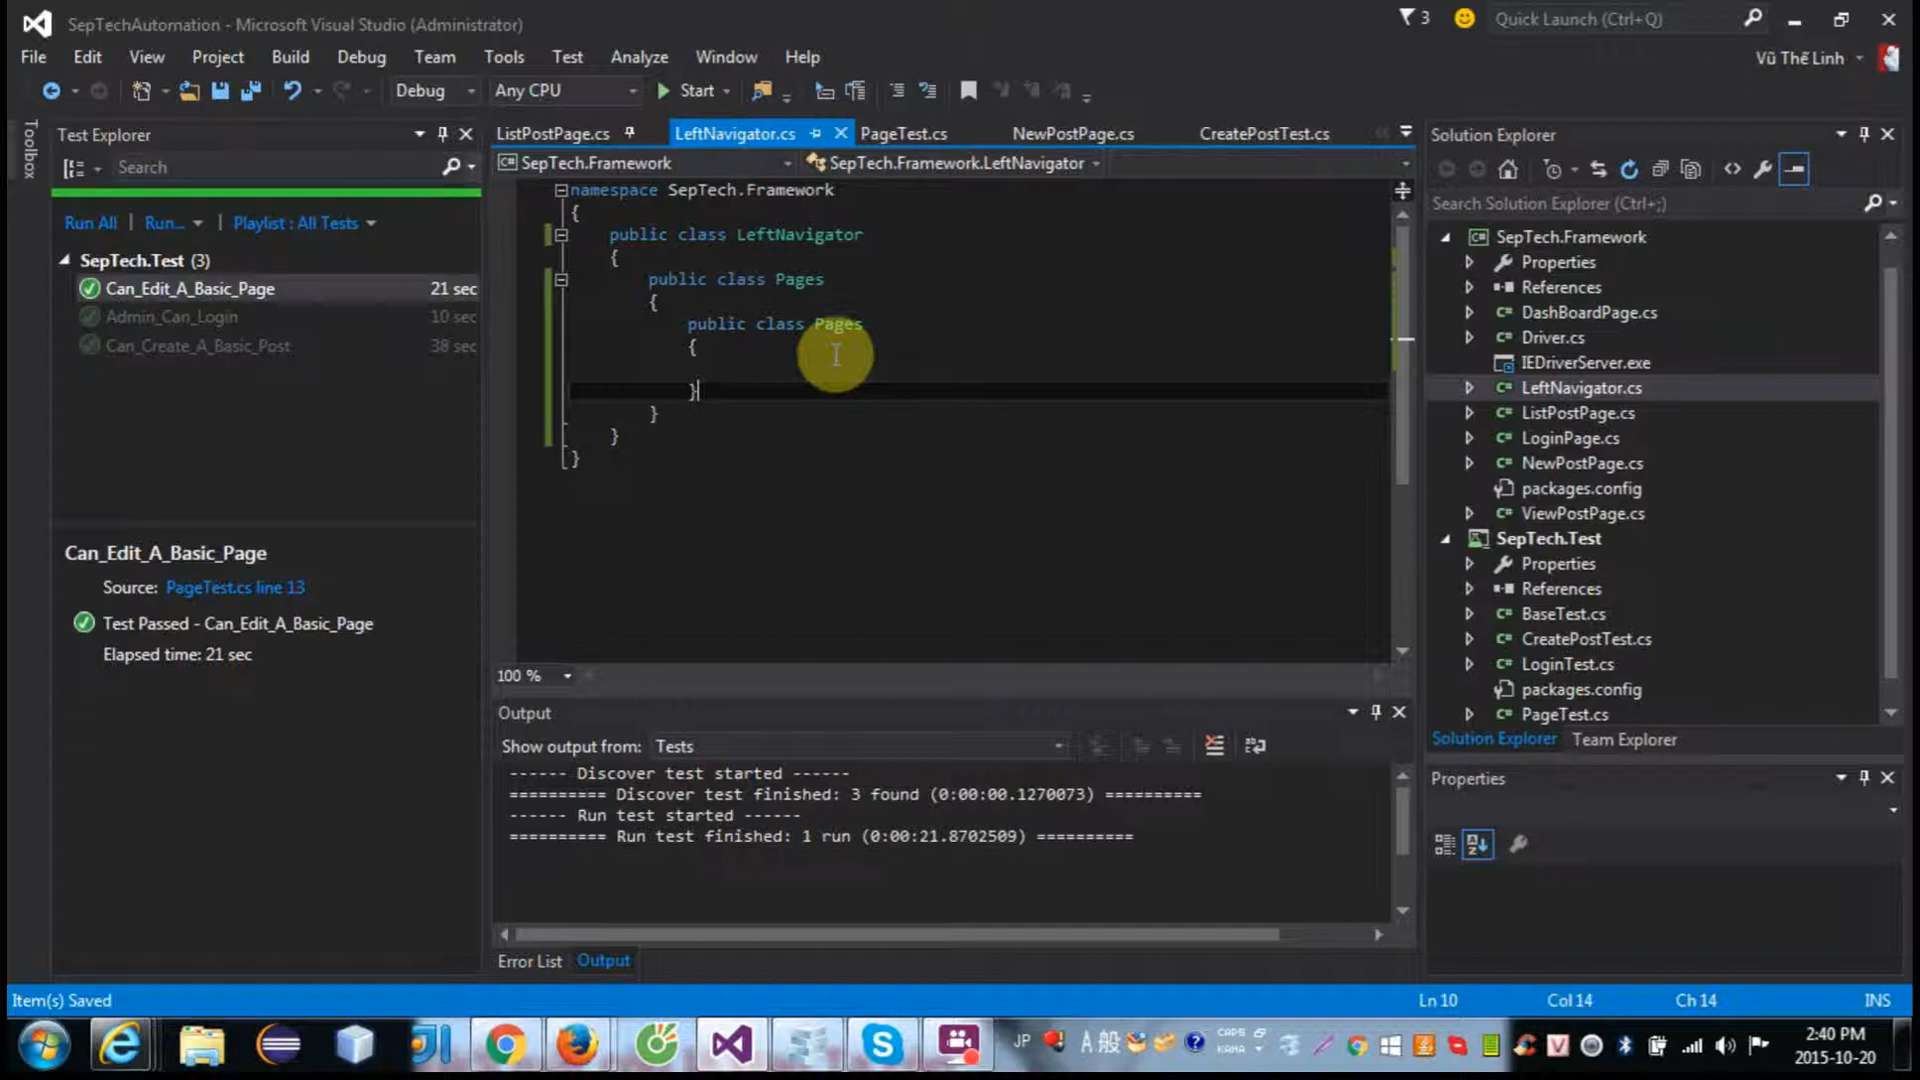 SepTechAutomation - Microsoft Visual Studio (Administrator)
3
Quick Launch (Ctrl+Q)
File Edit View Project Build Debug Team Tools Test Analyze Window Help
Vũ Thế Linh
Debug
Any CPU
Start
Toolbox
Test Explorer
Search
Run All
Run...
Playlist : All Tests
SepTech.Test (3)
Can_Edit_A_Basic_Page 21 sec
Admin_Can_Login 10 sec
Can_Create_A_Basic_Post 38 sec
Can_Edit_A_Basic_Page
Source: PageTest.cs line 13
Test Passed - Can_Edit_A_Basic_Page
Elapsed time: 21 sec
ListPostPage.cs
LeftNavigator.cs
PageTest.cs
NewPostPage.cs
CreatePostTest.cs
SepTech.Framework
SepTech.Framework.LeftNavigator
namespace SepTech.Framework
{
public class LeftNavigator
{
public class Pages
{
public class Pages
{
}
}
}
}
100 %
Output
Show output from: Tests
------ Discover test started ------
========== Discover test finished: 3 found (0:00:00.1270073) ==========
------ Run test started ------
========== Run test finished: 1 run (0:00:21.8702509) ==========
Error List
Output
Solution Explorer
Search Solution Explorer (Ctrl+;)
SepTech.Framework
Properties
References
DashBoardPage.cs
Driver.cs
IEDriverServer.exe
LeftNavigator.cs
ListPostPage.cs
LoginPage.cs
NewPostPage.cs
packages.config
ViewPostPage.cs
SepTech.Test
Properties
References
BaseTest.cs
CreatePostTest.cs
LoginTest.cs
packages.config
PageTest.cs
Solution Explorer
Team Explorer
Properties
Item(s) Saved
Ln 10
Col 14
Ch 14
INS
JP
A 般
CAPS
KANA
2:40 PM
2015-10-20